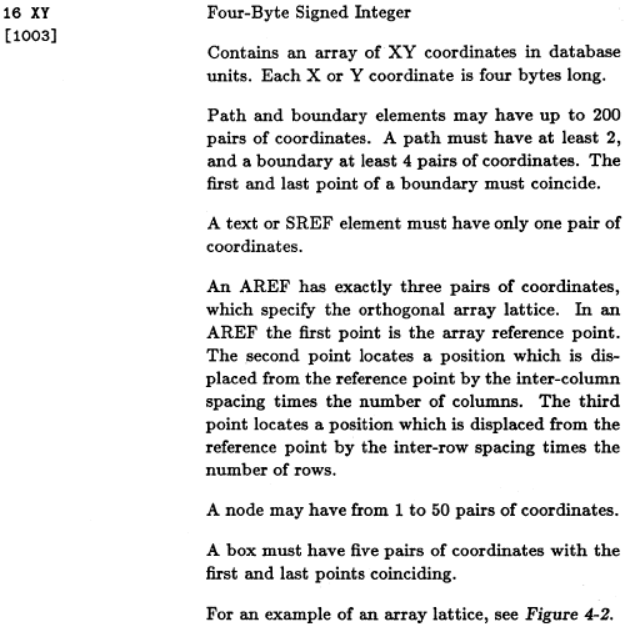 16 XY
[1003]
Four-Byte Signed Integer
Contains an array of XY coordinates in database
units. Each X or Y coordinate is four bytes long.
Path and boundary elements may have up to 200
pairs of coordinates. A path must have at least 2,
and a boundary at least 4 pairs of coordinates. The
first and last point of a boundary must coincide.
A text or SREF element must have only one pair of
coordinates.
An AREF has exactly three pairs of coordinates,
which specify the orthogonal array lattice. In an
AREF the first point is the array reference point.
The second point locates a position which is dis-
placed from the reference point by the inter-column
spacing times the number of columns. The third
point locates a position which is displaced from the
reference point by the inter-row spacing times the
number of rows.
A node may have from 1 to 50 pairs of coordinates.
A box must have five pairs of coordinates with the
first and last points coinciding.
For an example of an array lattice, see Figure 4-2.